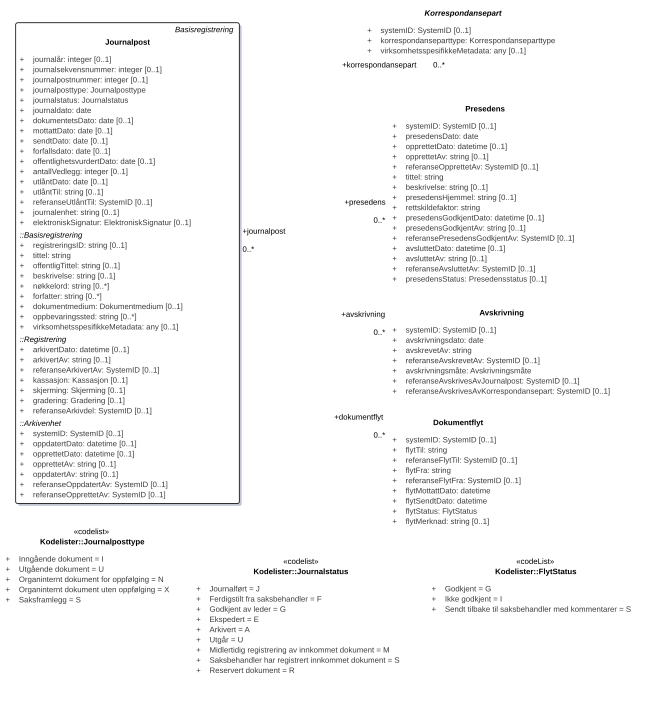 Basisregistrering
Journalpost
+ journalår: integer [0..1]
+ journalsekvensnummer: integer [0..1]
+ journalpostnummer: integer [0..1]
+ journalposttype: Journalposttype
+ journalstatus: Journalstatus
+ journaldato: date
+ dokumentetsDato: date [0..1]
+ mottattDato: date [0..1]
+ sendtDato: date [0..1]
+ forfallsdato: date [0..1]
+ offentlighetsvurdertDato: date [0..1]
+ antallVedlegg: integer [0..1]
+ utlåntDato: date [0..1]
+ utlåntTil: string [0..1]
+ referanseUtlåntTil: SystemID [0..1]
+ journalenhet: string [0..1]
+ elektroniskSignatur: ElektroniskSignatur [0..1]
::Basisregistrering
+ registreringsID: string [0..1]
+ tittel: string
+ offentligTittel: string [0..1]
+ beskrivelse: string [0..1]
+ nøkkelord: string [0..*]
+ forfatter: string [0..*]
+ dokumentmedium: Dokumentmedium [0..1]
+ oppbevaringssted: string [0..*]
+ virksomhetsspesifikkeMetadata: any [0..1]
::Registrering
+ arkivertDato: datetime [0..1]
+ arkivertAv: string [0..1]
+ referanseArkivertAv: SystemID [0..1]
+ kassasjon: Kassasjon [0..1]
+ skjerming: Skjerming [0..1]
+ gradering: Gradering [0..1]
+ referanseArkivdel: SystemID [0..1]
::Arkivenhet
+ systemID: SystemID [0..1]
+ oppdatertDato: datetime [0..1]
+ opprettetDato: datetime [0..1]
+ opprettetAv: string [0..1]
+ oppdatertAv: string [0..1]
+ referanseOppdatertAv: SystemID [0..1]
+ referanseOpprettetAv: SystemID [0..1]
+journalpost
0..*
Korrespondansepart
+ systemID: SystemID [0..1]
+ korrespondanseparttype: Korrespondanseparttype
+ virksomhetsspesifikkeMetadata: any [0..1]
+korrespondansepart 0..*
Presedens
+ systemID: SystemID [0..1]
+ presedensDato: date
+ opprettetDato: datetime [0..1]
+ opprettetAv: string [0..1]
+ referanseOpprettetAv: SystemID [0..1]
+ tittel: string
+ beskrivelse: string [0..1]
+ presedensHjemmel: string [0..1]
+ rettskildefaktor: string
+ presedensGodkjentDato: datetime [0..1]
+ presedensGodkjentAv: string [0..1]
+ referansePresedensGodkjentAv: SystemID [0..1]
+ avsluttetDato: datetime [0..1]
+ avsluttetAv: string [0..1]
+ referanseAvsluttetAv: SystemID [0..1]
+ presedensStatus: Presedensstatus [0..1]
+presedens
0..*
Avskrivning
+avskrivning
0..*
+ systemID: SystemID [0..1]
+ avskrivningsdato: date
+ avskrevetAv: string
+ referanseAvskrevetAv: SystemID [0..1]
+ avskrivningsmåte: Avskrivningsmåte
+ referanseAvskrivesAvJournalpost: SystemID [0..1]
+ referanseAvskrivesAvKorrespondansepart: SystemID [0..1]
+dokumentflyt
0..*
Dokumentflyt
+ systemID: SystemID [0..1]
+ flytTil: string
+ referanseFlytTil: SystemID [0..1]
+ flytFra: string
+ referanseFlytFra: SystemID [0..1]
+ flytMottattDato: datetime
+ flytSendtDato: datetime
+ flytStatus: FlytStatus
+ flytMerknad: string [0..1]
«codelist»
Kodelister::Journalposttype
+ Inngående dokument = I
+ Utgående dokument = U
+ Organinternt dokument for oppfølging = N
+ Organinternt dokument uten oppfølging = X
+ Saksframlegg = S
«codelist»
Kodelister::Journalstatus
+ Journalført = J
+ Ferdigstilt fra saksbehandler = F
+ Godkjent av leder = G
+ Ekspedert = E
+ Arkivert = A
+ Utgår = U
+ Midlertidig registrering av innkommet dokument = M
+ Saksbehandler har registrert innkommet dokument = S
+ Reservert dokument = R
«codeList»
Kodelister::FlytStatus
+ Godkjent = G
+ Ikke godkjent = I
+ Sendt tilbake til saksbehandler med kommentarer = S